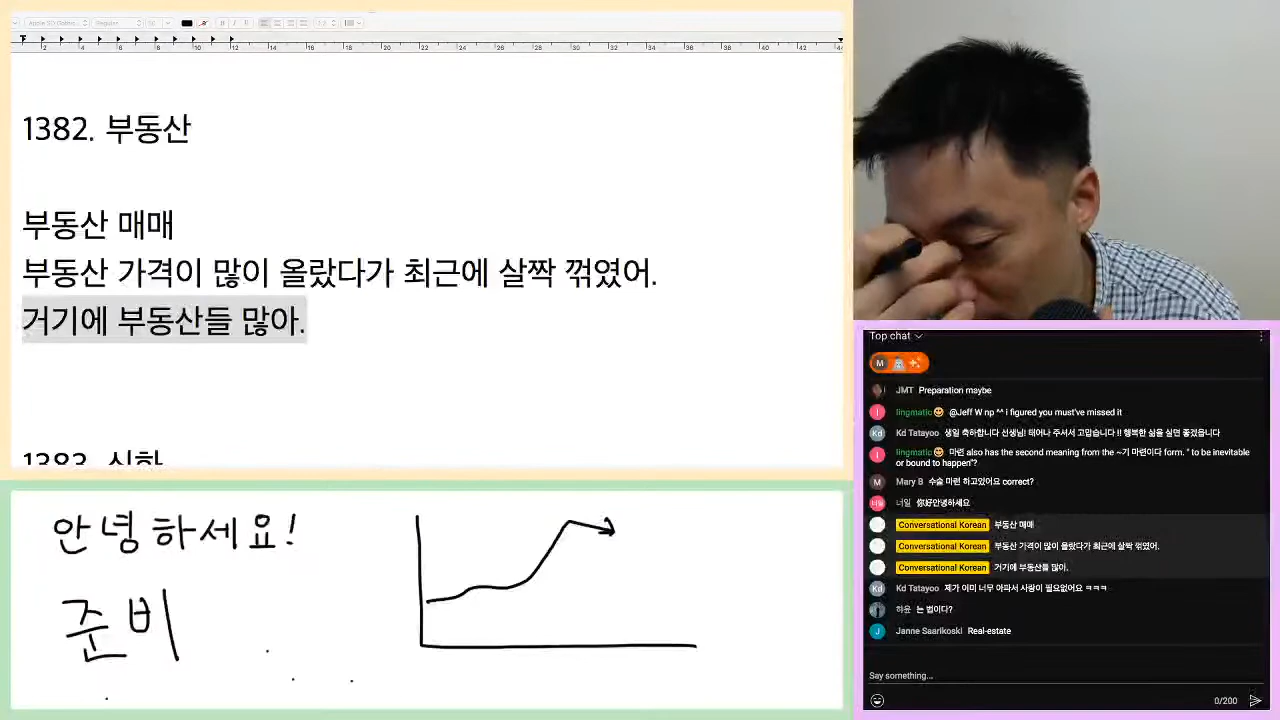 1382. 부동산
부동산 매매
부동산 가격이 많이 올랐다가 최근에 살짝 꺾였어.
거기에 부동산들 많아.
안녕하세요!
준비
Top chat
M
JMT Preparation maybe
lingmatic @Jeff W np ^^ i figured you must've missed it
Kd Tatayoo 생일 축하합니다 선생님! 태어나 주셔서 고맙습니다 !! 행복한 삶을 실면 좋겠읍니다
lingmatic 마련 also has the second meaning from the ~기 마련이다 form. " to be inevitable
or bound to happen"?
Mary B 수술 마련 하고있어요 correct?
너일 你好안녕하세요
Conversational Korean 부동산 매매
Conversational Korean 부동산 가격이 많이 올랐다가 최근에 살짝 꺾였어.
Conversational Korean 거기에 부동산들 많아.
Kd Tatayoo 제가 이미 너무 아파서 사랑이 필요없어요 ㅋㅋㅋ
하윤 는 법이다?
Janne Saarikoski Real-estate
Say something...
0/200